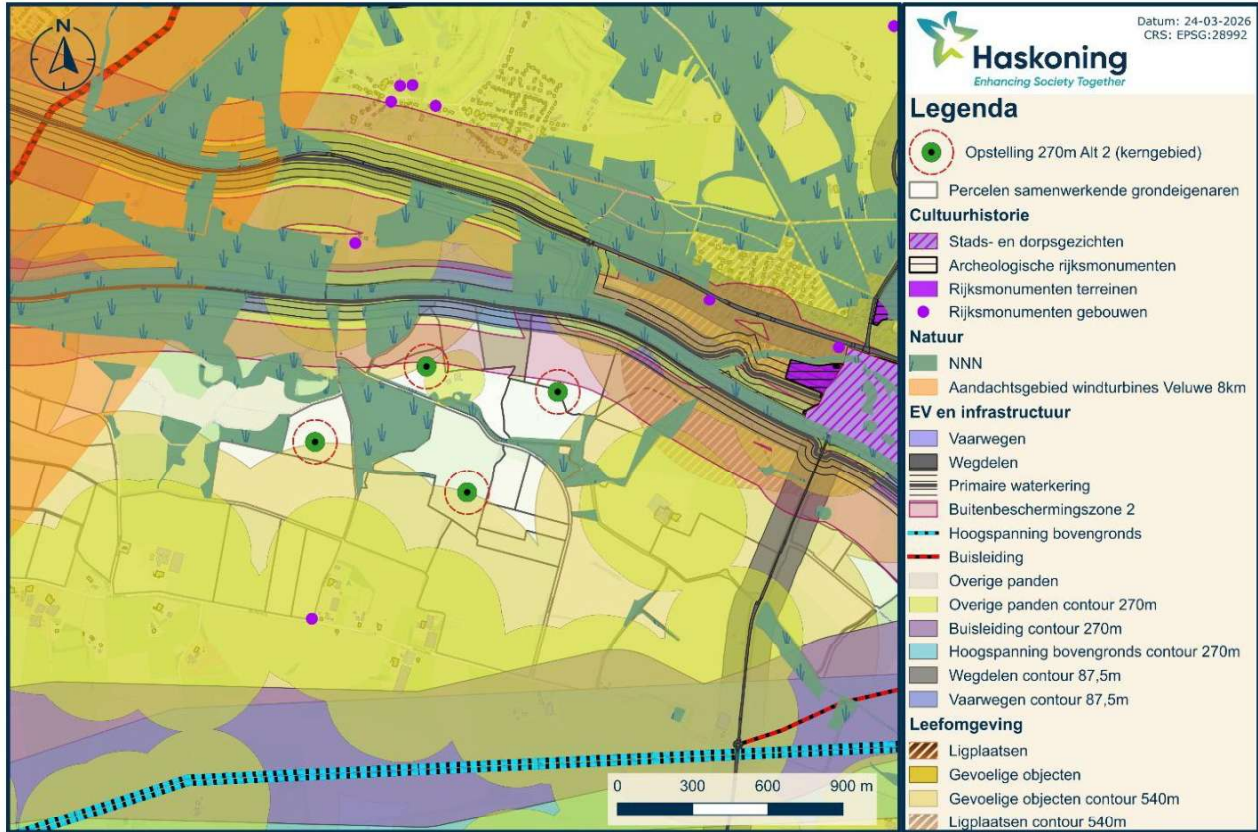 N
Datum: 24-03-2026
CRS: EPSG:28992
Haskoning
Enhancing Society Together
Legenda
Opstelling 270m Alt 2 (kerngebied)
Percelen samenwerkende grondeigenaren
Cultuurhistorie
Stads- en dorpsgezichten
Archeologische rijksmonumenten
Rijksmonumenten terreinen
Rijksmonumenten gebouwen
Natuur
NNN
Aandachtsgebied windturbines Veluwe 8km
EV en infrastructuur
Vaarwegen
Wegdelen
Primaire waterkering
Buitenbeschermingszone 2
Hoogspanning bovengronds
Buisleiding
Overige panden
Overige panden contour 270m
Buisleiding contour 270m
Hoogspanning bovengronds contour 270m
Wegdelen contour 87,5m
Vaarwegen contour 87,5m
Leefomgeving
Ligplaatsen
Gevoelige objecten
Gevoelige objecten contour 540m
Ligplaatsen contour 540m
0 300 600 900 m